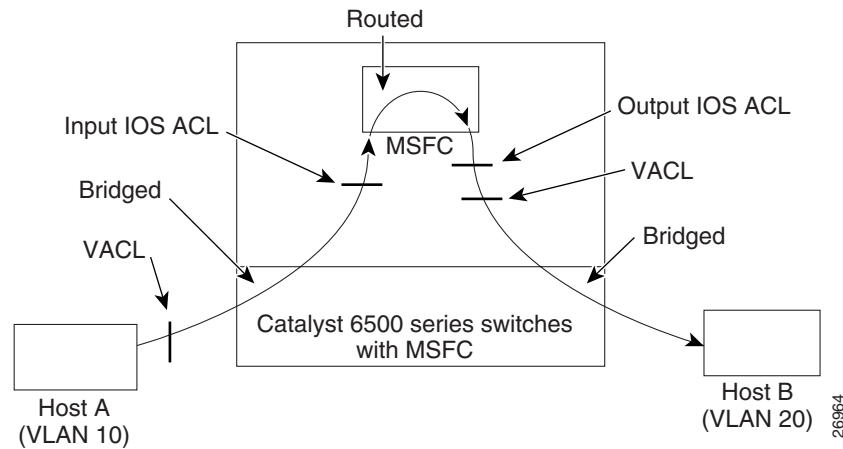 Routed
Input IOS ACL
MSFC
Output IOS ACL
VACL
Bridged
Bridged
VACL
Catalyst 6500 series switches
with MSFC
Host A
(VLAN 10)
Host B
(VLAN 20)
26964